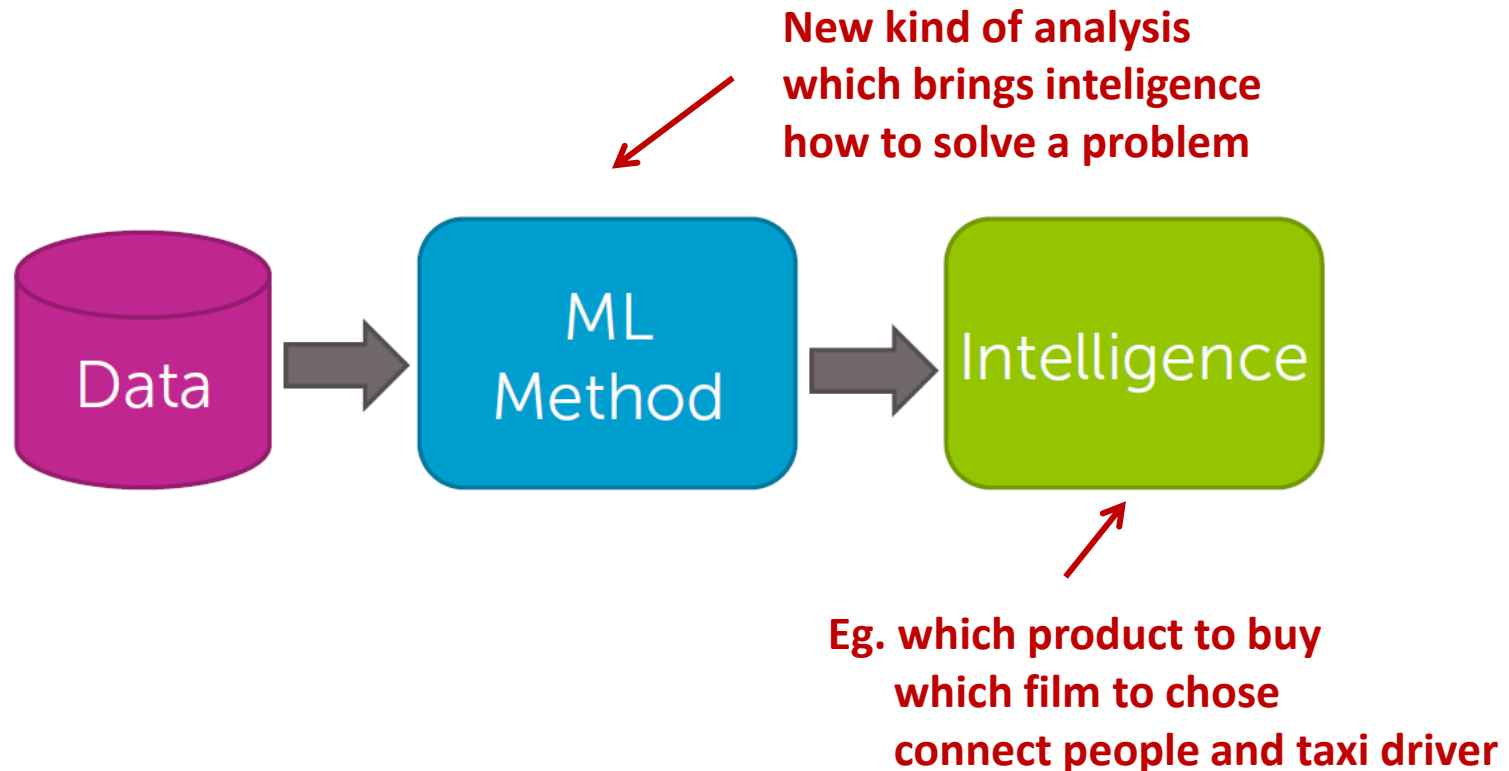 New kind of analysis
which brings inteligence
how to solve a problem
Data
ML
Method
Intelligence
Eg. which product to buy
which film to chose
connect people and taxi driver